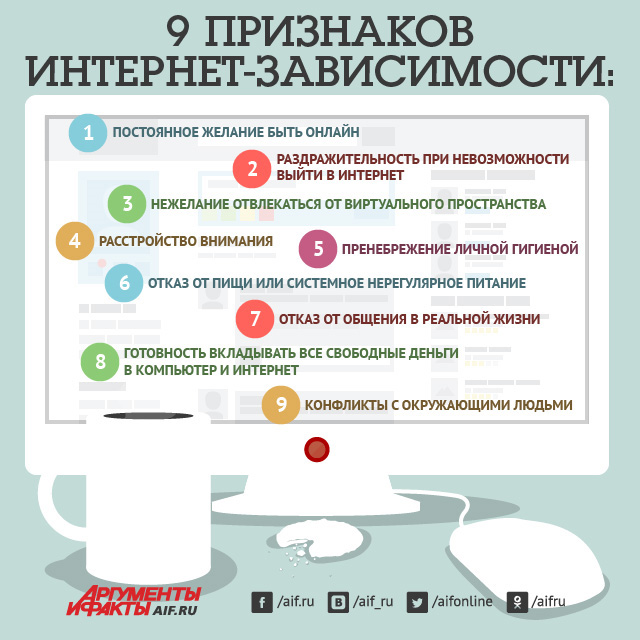 9 ПРИЗНАКОВ
ИНТЕРНЕТ-ЗАВИСИМОСТИ:
1 ПОСТОЯННОЕ ЖЕЛАНИЕ БЫТЬ ОНЛАЙН
2 РАЗДРАЖИТЕЛЬНОСТЬ ПРИ НЕВОЗМОЖНОСТИ
ВЫЙТИ В ИНТЕРНЕТ
3 НЕЖЕЛАНИЕ ОТВЛЕКАТЬСЯ ОТ ВИРТУАЛЬНОГО ПРОСТРАНСТВА
4 РАССТРОЙСТВО ВНИМАНИЯ
5 ПРЕНЕБРЕЖЕНИЕ ЛИЧНОЙ ГИГИЕНОЙ
6 ОТКАЗ ОТ ПИЩИ ИЛИ СИСТЕМНОЕ НЕРЕГУЛЯРНОЕ ПИТАНИЕ
7 ОТКАЗ ОТ ОБЩЕНИЯ В РЕАЛЬНОЙ ЖИЗНИ
8 ГОТОВНОСТЬ ВКЛАДЫВАТЬ ВСЕ СВОБОДНЫЕ ДЕНЬГИ
В КОМПЬЮТЕР И ИНТЕРНЕТ
9 КОНФЛИКТЫ С ОКРУЖАЮЩИМИ ЛЮДЬМИ
АРГУМЕНТЫ
И ФАКТЫ AIF.RU
/aif.ru /aif_ru /aifonline /aifru